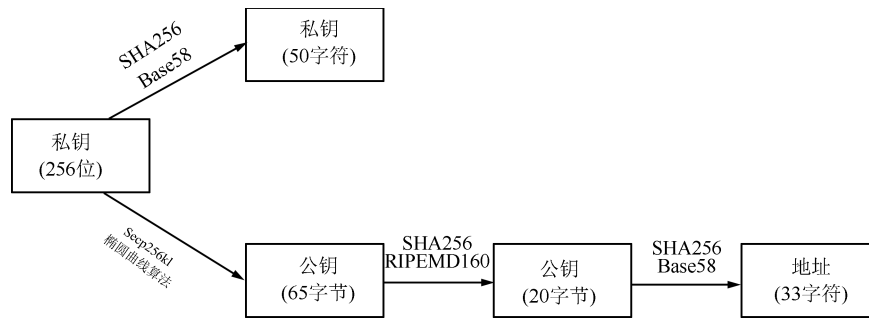 私钥
(50字符)
SHA256
Base58
私钥
(256位)
Secp256kl
椭圆曲线算法
公钥
(65字节)
SHA256
RIPEMD160
公钥
(20字节)
SHA256
Base58
地址
(33字符)